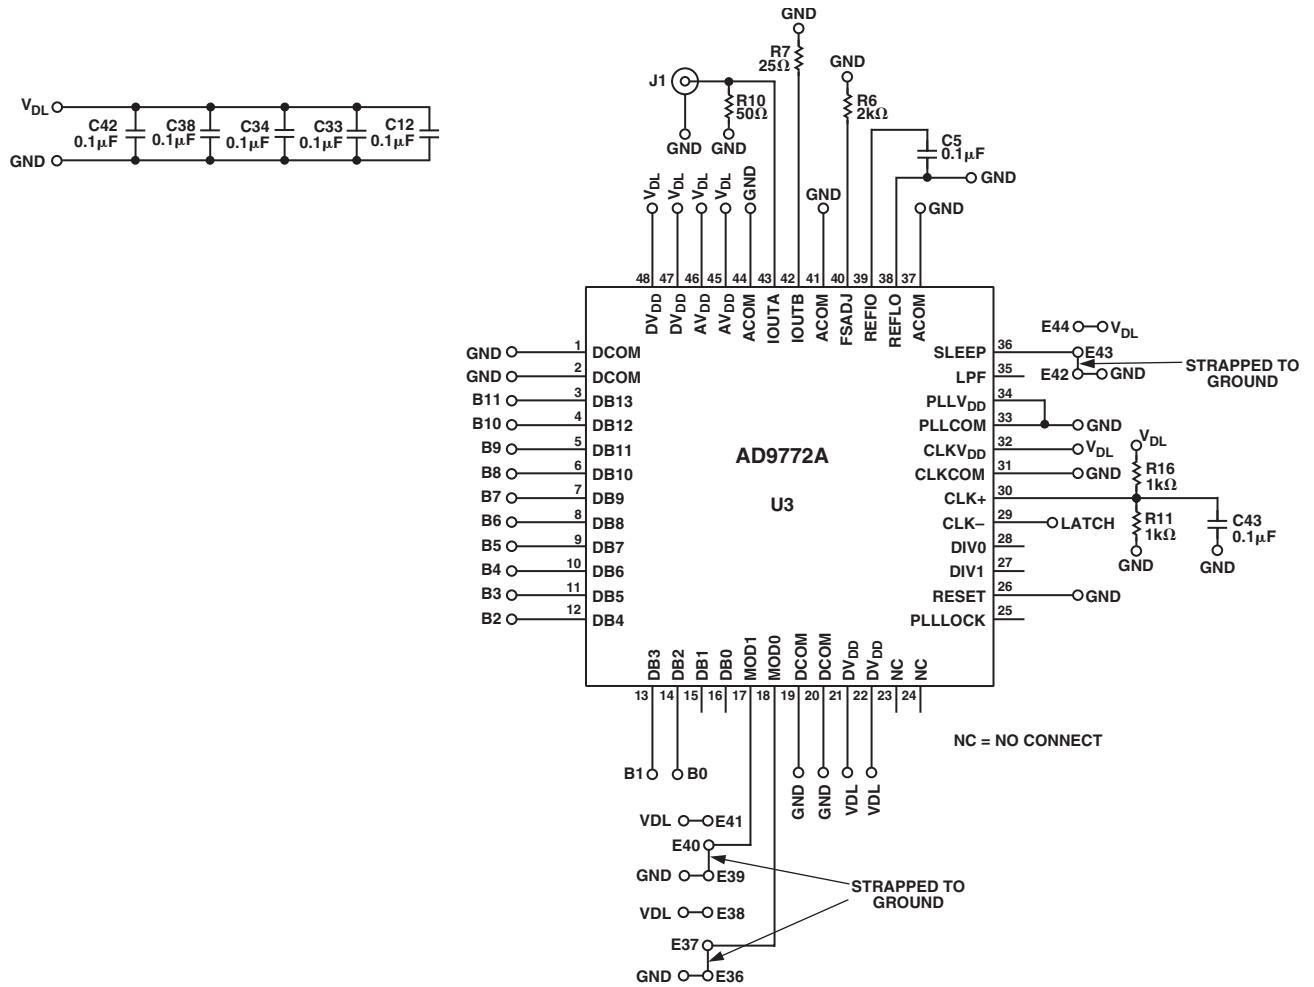 GND
R7
25Ω
GND
J1
R10
50Ω
R6
2kΩ
GND
GND
C5
0.1µF
GND
VDL
C42
0.1µF
C38
0.1µF
C34
0.1µF
C33
0.1µF
C12
0.1µF
GND
VDL
VDL
VDL
VDL
GND
GND
GND
48
47
46
45
44
43
42
41
40
39
38
37
DVDD
DVDD
AVDD
AVDD
ACOM
IOUTA
IOUTB
ACOM
FSADJ
REFIO
REFLO
ACOM
GND 1 DCOM
GND 2 DCOM
B11 3 DB13
B10 4 DB12
B9 5 DB11
B8 6 DB10
B7 7 DB9
B6 8 DB8
B5 9 DB7
B4 10 DB6
B3 11 DB5
B2 12 DB4
AD9772A
U3
E44 VDL
SLEEP 36 E43
E42 GND
STRAPPED TO
GROUND
LPF 35
PLLVDD 34
PLLCOM 33 GND
CLKVDD 32 VDL
CLKCOM 31 GND
CLK+ 30
CLK– 29 LATCH
DIV0 28
DIV1 27
RESET 26 GND
PLLLOCK 25
VDL
R16
1kΩ
R11
1kΩ
GND
C43
0.1µF
GND
DB3
DB2
DB1
DB0
MOD1
MOD0
DCOM
DCOM
DVDD
DVDD
NC
NC
13
14
15
16
17
18
19
20
21
22
23
24
NC = NO CONNECT
B1
B0
GND
GND
VDL
VDL
VDL E41
E40
GND E39
STRAPPED TO
GROUND
VDL E38
E37
GND E36